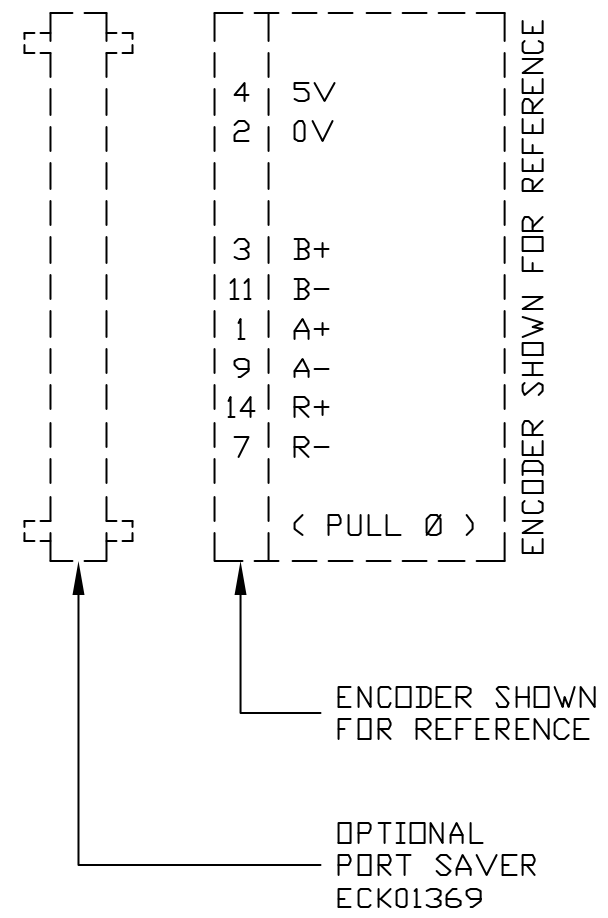 4 5V
2 0V
3 B+
11 B-
1 A+
9 A-
14 R+
7 R-
( PULL Ø )
ENCODER SHOWN FOR REFERENCE
ENCODER SHOWN
FOR REFERENCE
OPTIONAL
PORT SAVER
ECK01369